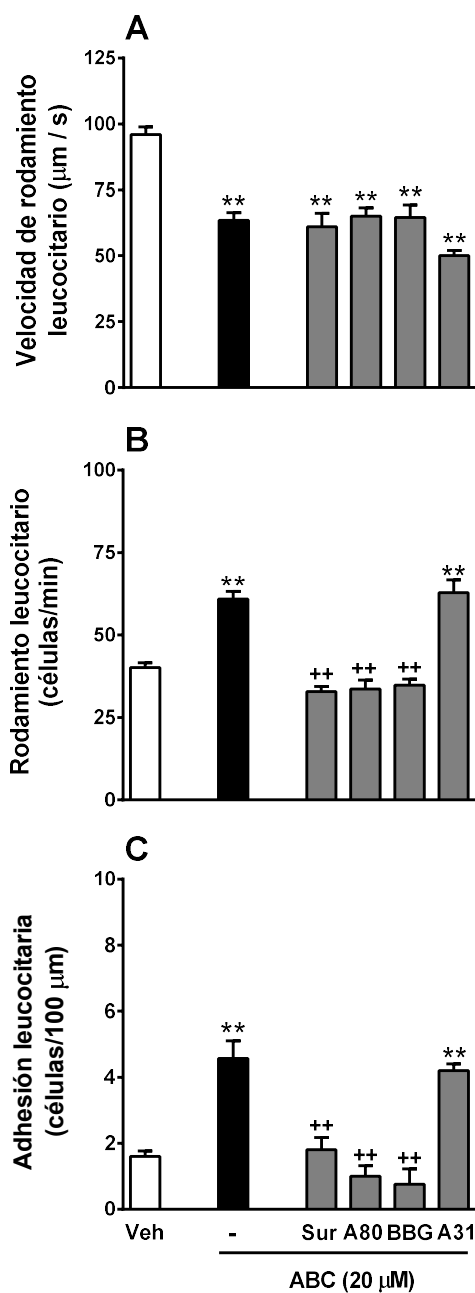 A
Velocidad de rodamiento
leucocitario (μm / s)
125
100
75
50
25
0
**
**
**
**
**
B
Rodamiento leucocitario
(células/min)
100
75
50
25
0
**
++
++
++
**
C
Adhesión leucocitaria
(células/100 μm)
10
8
6
4
2
0
**
++
++
++
**
Veh - Sur A80 BBG A31
ABC (20 μM)